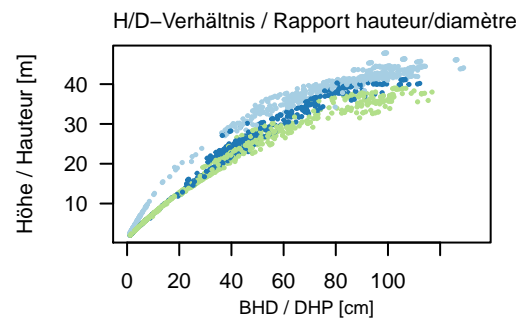 H/D−Verhältnis / Rapport hauteur/diamètre
Höhe / Hauteur [m]
40
30
20
10
0 20 40 60 80 100
BHD / DHP [cm]